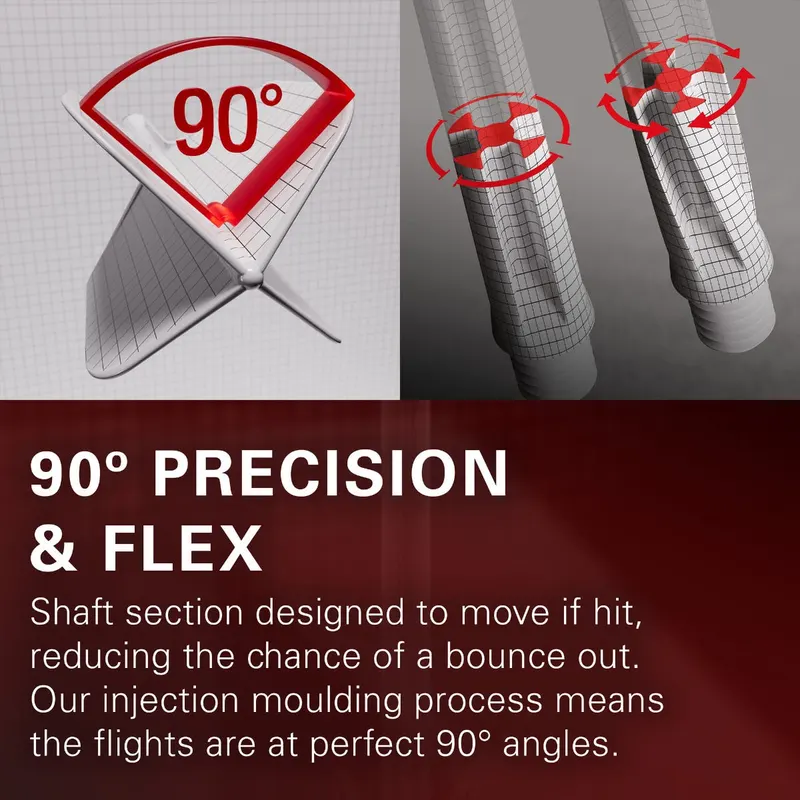 90°
90º PRECISION
& FLEX
Shaft section designed to move if hit,
reducing the chance of a bounce out.
Our injection moulding process means
the flights are at perfect 90° angles.